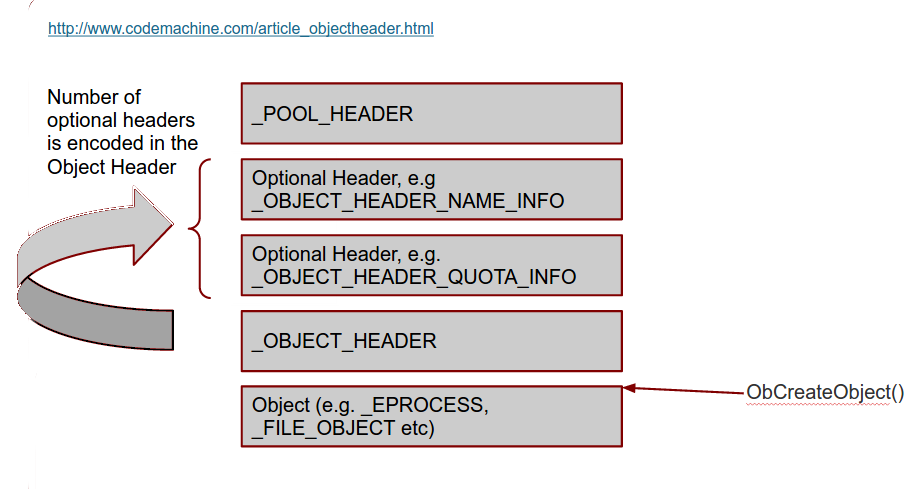 http://www.codemachine.com/article_objectheader.html
Number of
optional headers
is encoded in the
Object Header
_POOL_HEADER
Optional Header, e.g
_OBJECT_HEADER_NAME_INFO
Optional Header, e.g.
_OBJECT_HEADER_QUOTA_INFO
_OBJECT_HEADER
Object (e.g. _EPROCESS,
_FILE_OBJECT etc)
ObCreateObject()